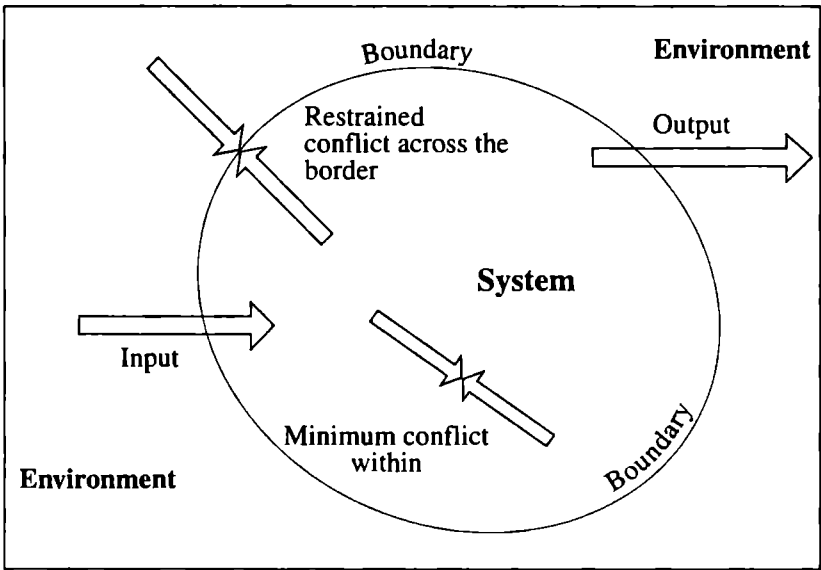 Boundary
Environment
Restrained
conflict across the
border
Output
System
Input
Minimum conflict
within
Environment
Boundary